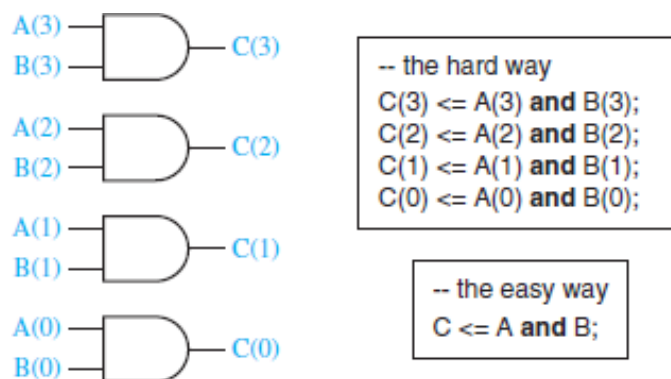 A(3)
B(3)
C(3)
A(2)
B(2)
C(2)
A(1)
B(1)
C(1)
A(0)
B(0)
C(0)
-- the hard way
C(3) <= A(3) and B(3);
C(2) <= A(2) and B(2);
C(1) <= A(1) and B(1);
C(0) <= A(0) and B(0);
-- the easy way
C <= A and B;